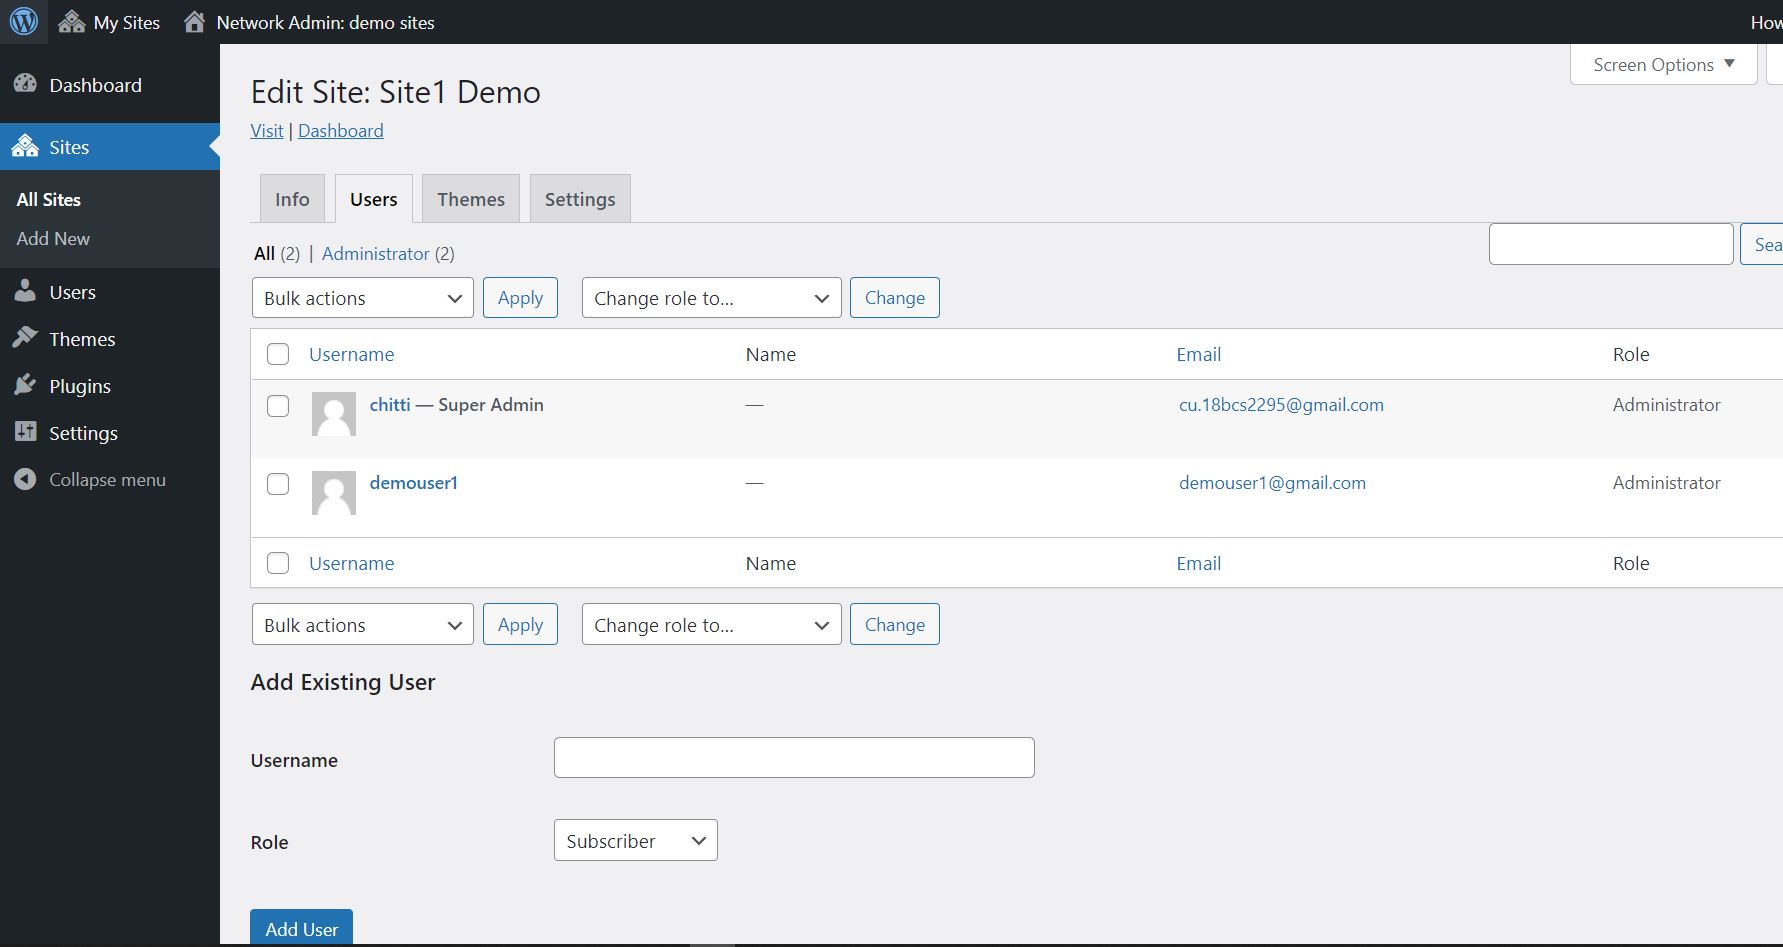 My Sites Network Admin: demo sites
Dashboard
Sites
All Sites
Add New
Users
Themes
Plugins
Settings
Collapse menu
Screen Options ▼
Edit Site: Site1 Demo
Visit | Dashboard
Info Users Themes Settings
All (2) | Administrator (2)
Bulk actions Apply Change role to... Change
Username Name Email Role
chitti — Super Admin — cu.18bcs2295@gmail.com Administrator
demouser1 — demouser1@gmail.com Administrator
Username Name Email Role
Bulk actions Apply Change role to... Change
Add Existing User
Username
Role Subscriber
Add User